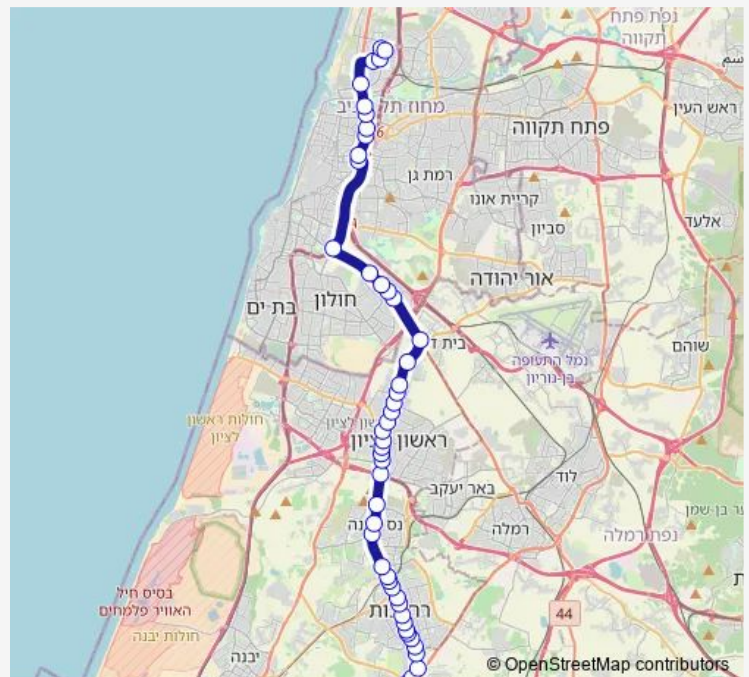 נפת פתח
תקווה
ראש העין
מחוז תל אביב
פתח תקווה
רמת גן
קריית אונו
סביון
אלעד
אור יהודה
חולון
בת ים
בית ד
נמל התעופה
בן-גוריון
שוהם
חולות ראשון
לציון
ראשון לציון
לוד
באר יעקב
רמלה
נפת רמלה
בסיס חיל
האוויר פלמחים
חולות יבנה
יבנה
44
© OpenStreetMap contributors